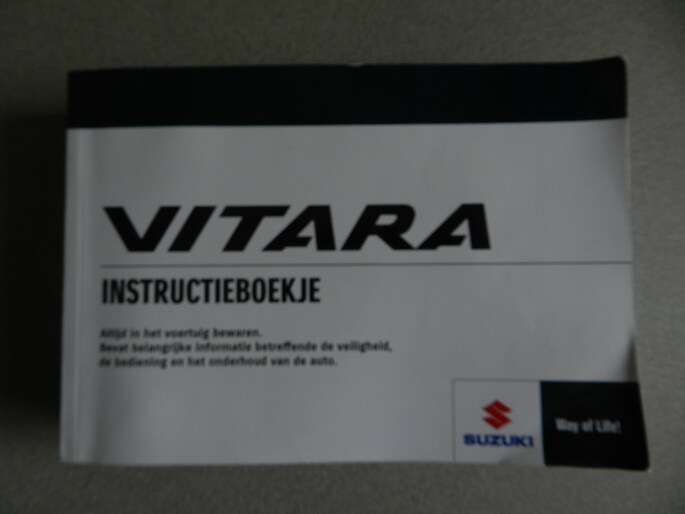 VITARA
INSTRUCTIEBOEKJE
Altijd in het voertuig bewaren.
Bevat belangrijke informatie betreffende de veiligheid,
de bediening en het onderhoud van de auto.
SUZUKI
Way of Life!